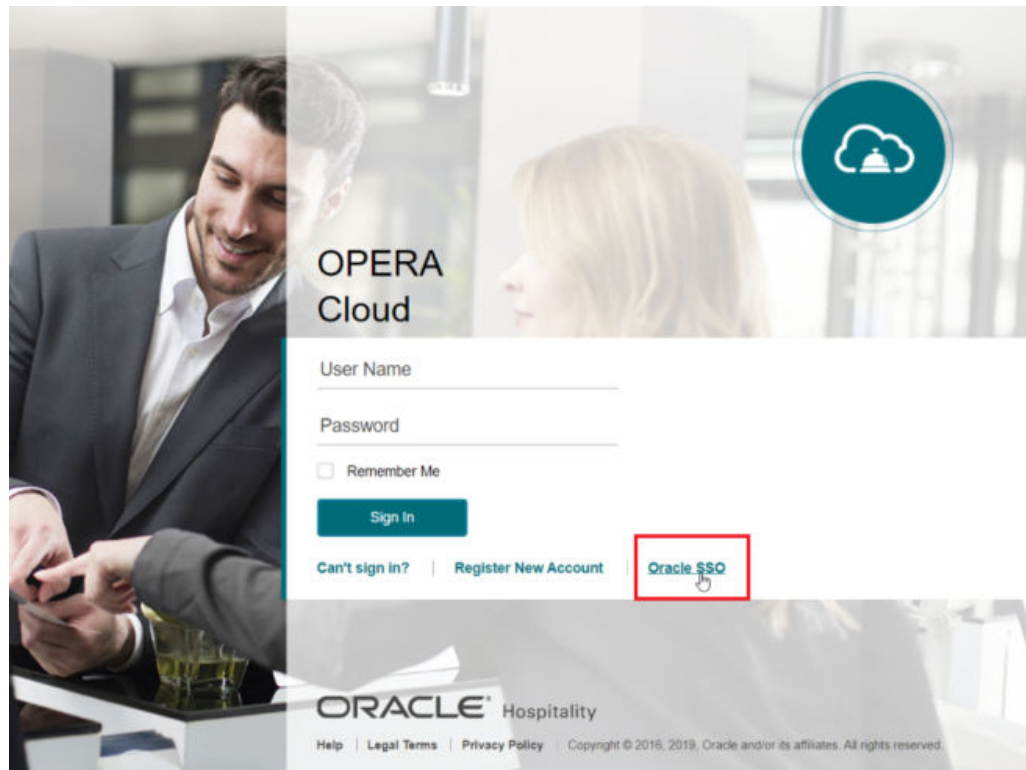 OPERA
Cloud
User Name
Password
Remember Me
Sign In
Can't sign in? | Register New Account | Oracle SSO
ORACLE® Hospitality
Help | Legal Terms | Privacy Policy | Copyright © 2016, 2019, Oracle and/or its affiliates. All rights reserved.